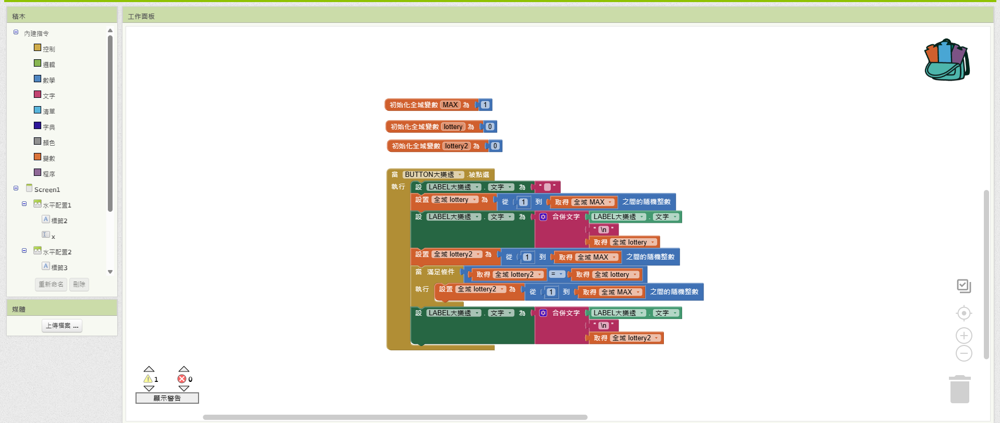 積木
內建指令
控制
邏輯
數學
文字
清單
字典
顏色
變數
程序
Screen1
水平配置1
標籤2
x
水平配置2
標籤3
重新命名 刪除
媒體
上傳檔案 ...
工作面板
初始化全域變數 MAX 為 1
初始化全域變數 lottery 為 0
初始化全域變數 lottery2 為 0
當 BUTTON大樂透 .被點選
執行 設 LABEL大樂透 . 文字 為 “ ”
設置 全域 lottery 為 從 1 到 取得 全域 MAX 之間的隨機整數
設 LABEL大樂透 . 文字 為 合併文字 LABEL大樂透 . 文字
“ \n ”
取得 全域 lottery
設置 全域 lottery2 為 從 1 到 取得 全域 MAX 之間的隨機整數
當 滿足條件 取得 全域 lottery2 = 取得 全域 lottery
執行 設置 全域 lottery2 為 從 1 到 取得 全域 MAX 之間的隨機整數
設 LABEL大樂透 . 文字 為 合併文字 LABEL大樂透 . 文字
“ \n ”
取得 全域 lottery2
1 0
顯示警告